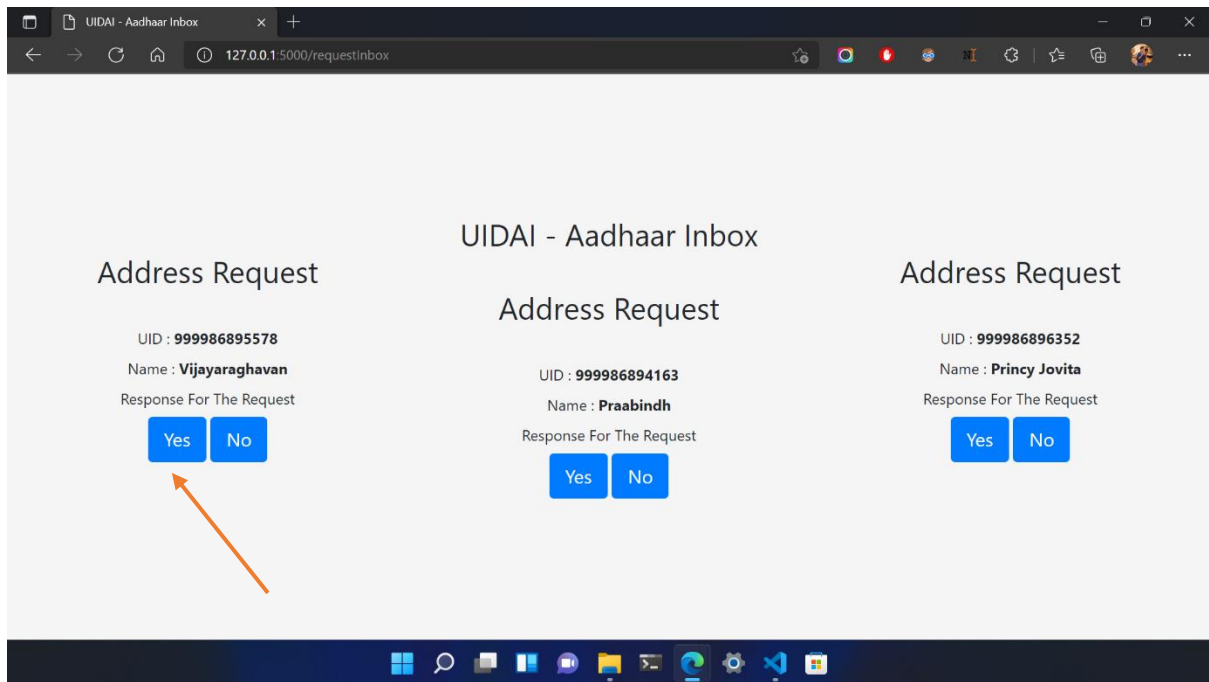 UIDAI - Aadhaar Inbox
127.0.0.1:5000/requestInbox
UIDAI - Aadhaar Inbox
Address Request
UID : 999986895578
Name : Vijayaraghavan
Response For The Request
Yes No
Address Request
UID : 999986894163
Name : Praabindh
Response For The Request
Yes No
Address Request
UID : 999986896352
Name : Princy Jovita
Response For The Request
Yes No